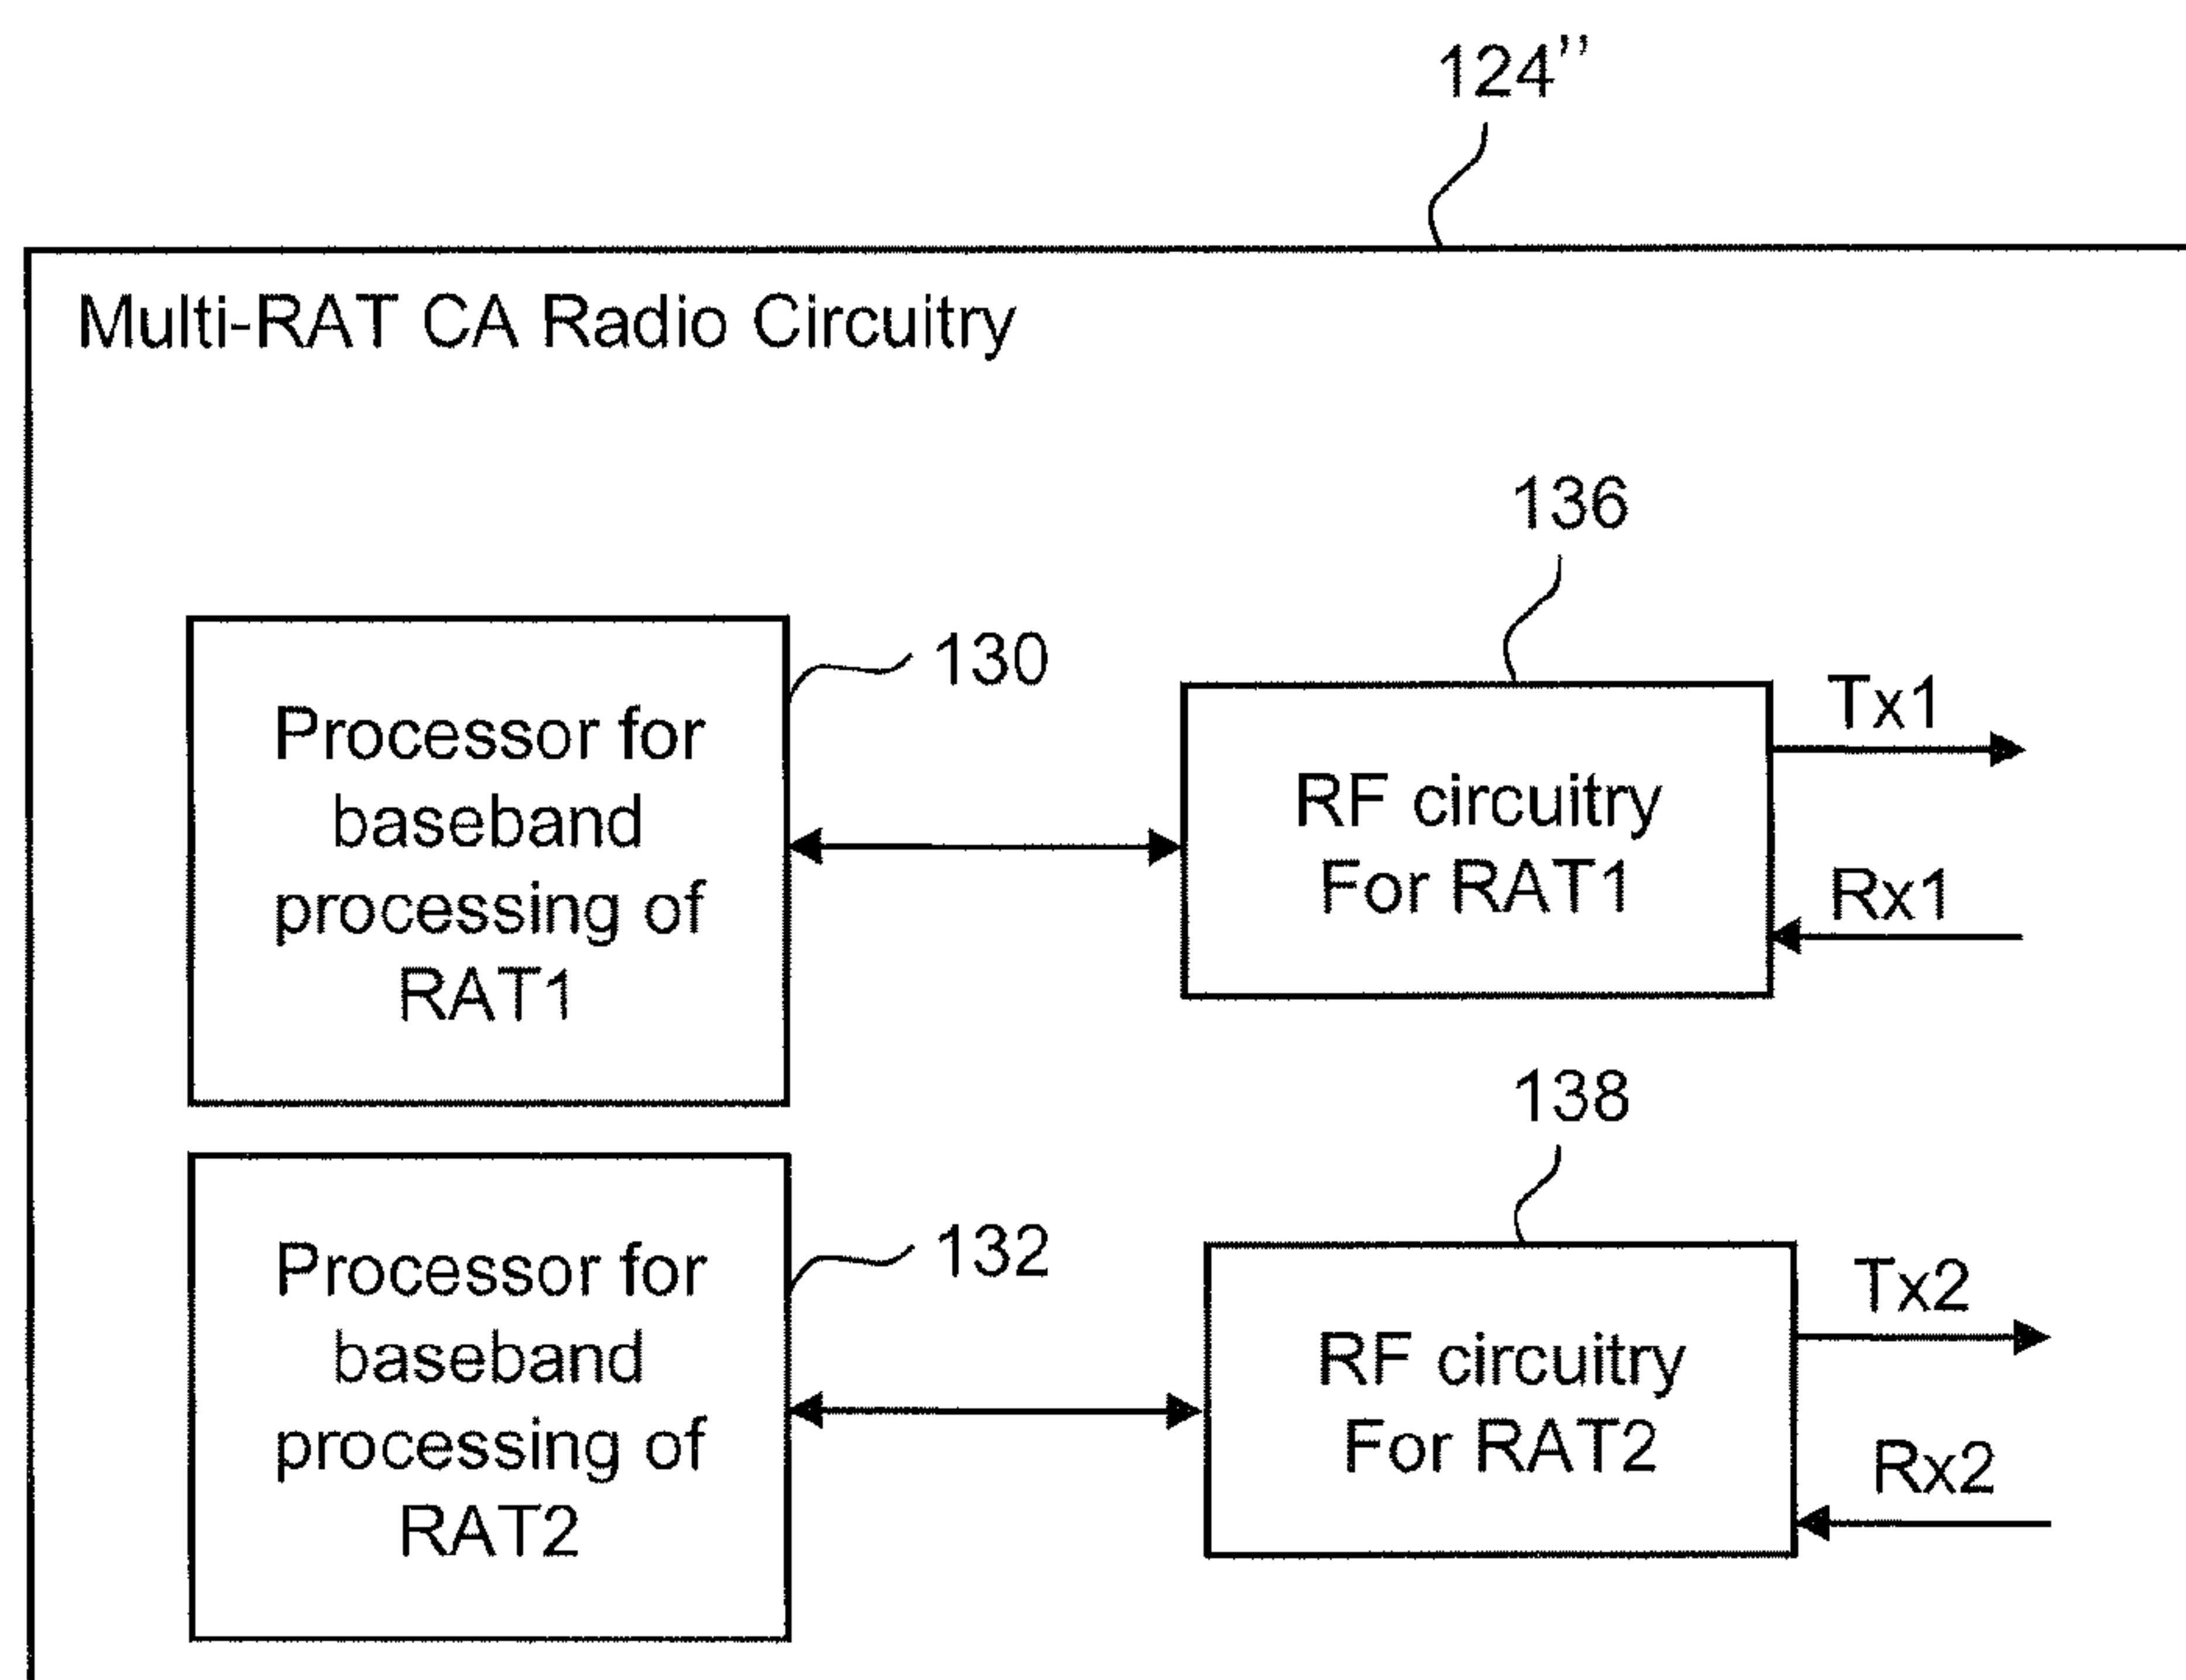 124’’
Multi-RAT CA Radio Circuitry
136
130
Processor for
baseband
processing of
RAT1
Tx1
RF circuitry
For RAT1
Rx1
138
132
Processor for
baseband
processing of
RAT2
Tx2
RF circuitry
For RAT2
Rx2